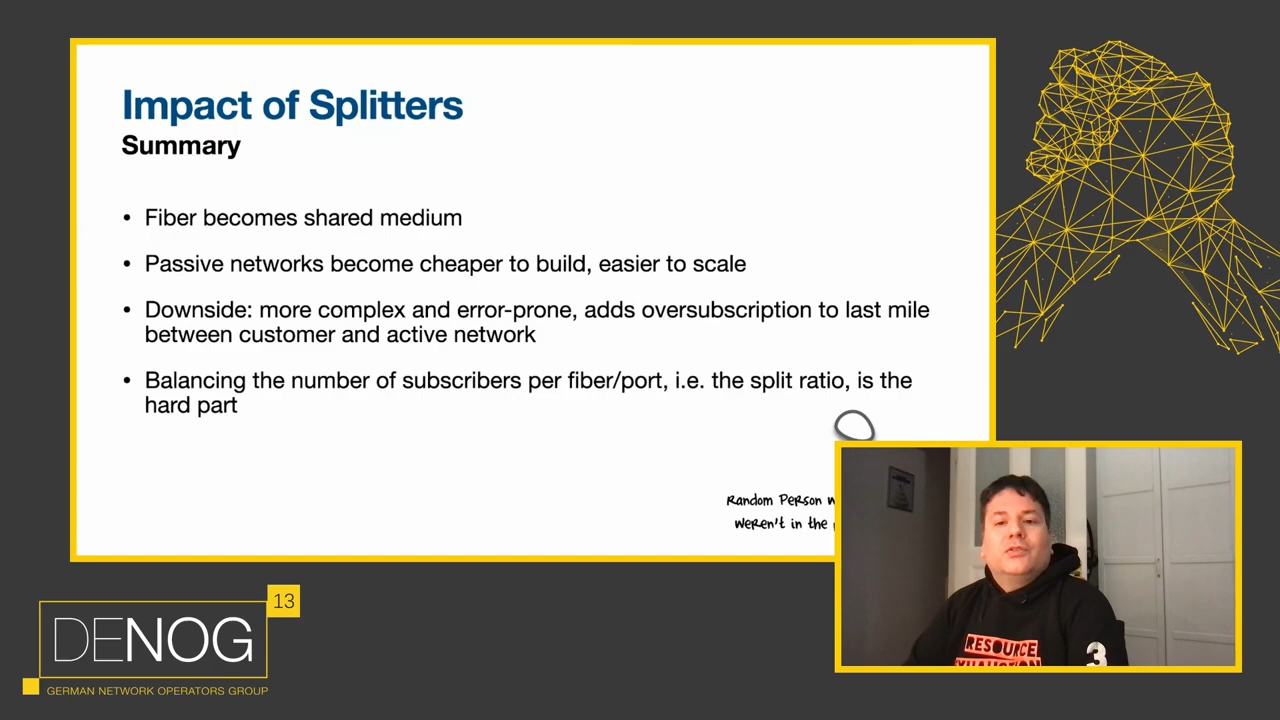 Impact of Splitters
Summary
• Fiber becomes shared medium
• Passive networks become cheaper to build, easier to scale
• Downside: more complex and error-prone, adds oversubscription to last mile
between customer and active network
• Balancing the number of subscribers per fiber/port, i.e. the split ratio, is the
hard part
Random Person
weren't in the
RESOURCE
EXHAUSTION
3
13
DENOG
GERMAN NETWORK OPERATORS GROUP